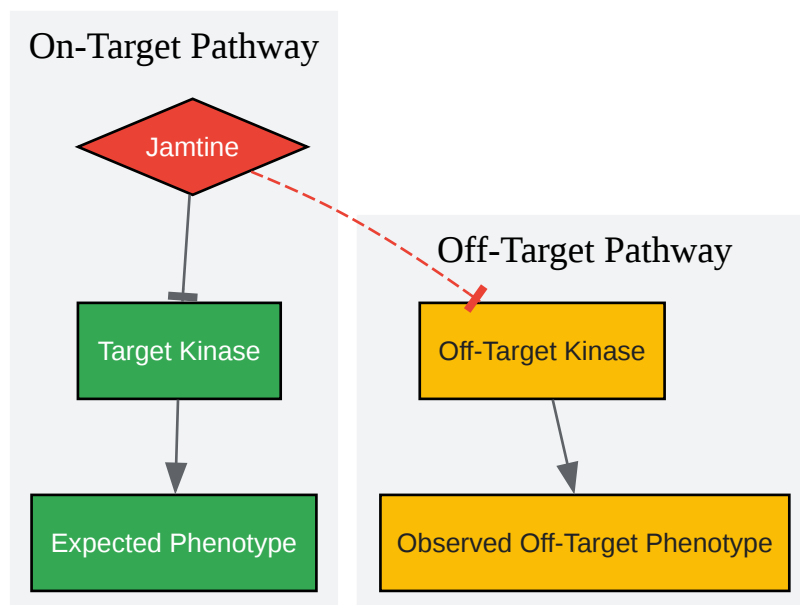 On-Target Pathway
Jamtine
Off-Target Pathway
Target Kinase
Off-Target Kinase
Expected Phenotype
Observed Off-Target Phenotype